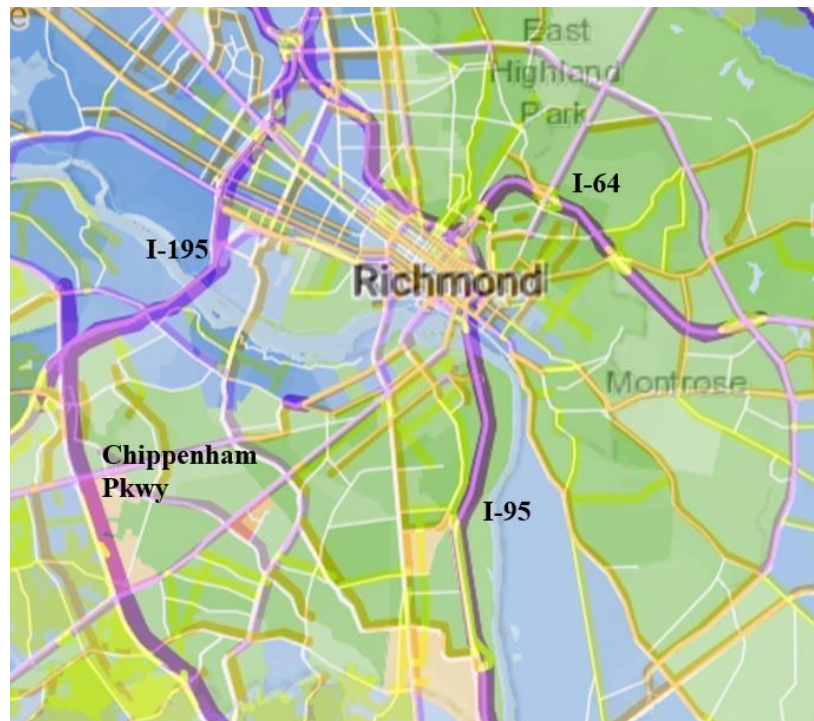 e
East
Highland
Park
I-64
I-195
Richmond
Montrose
Chippenham
Pkwy
I-95